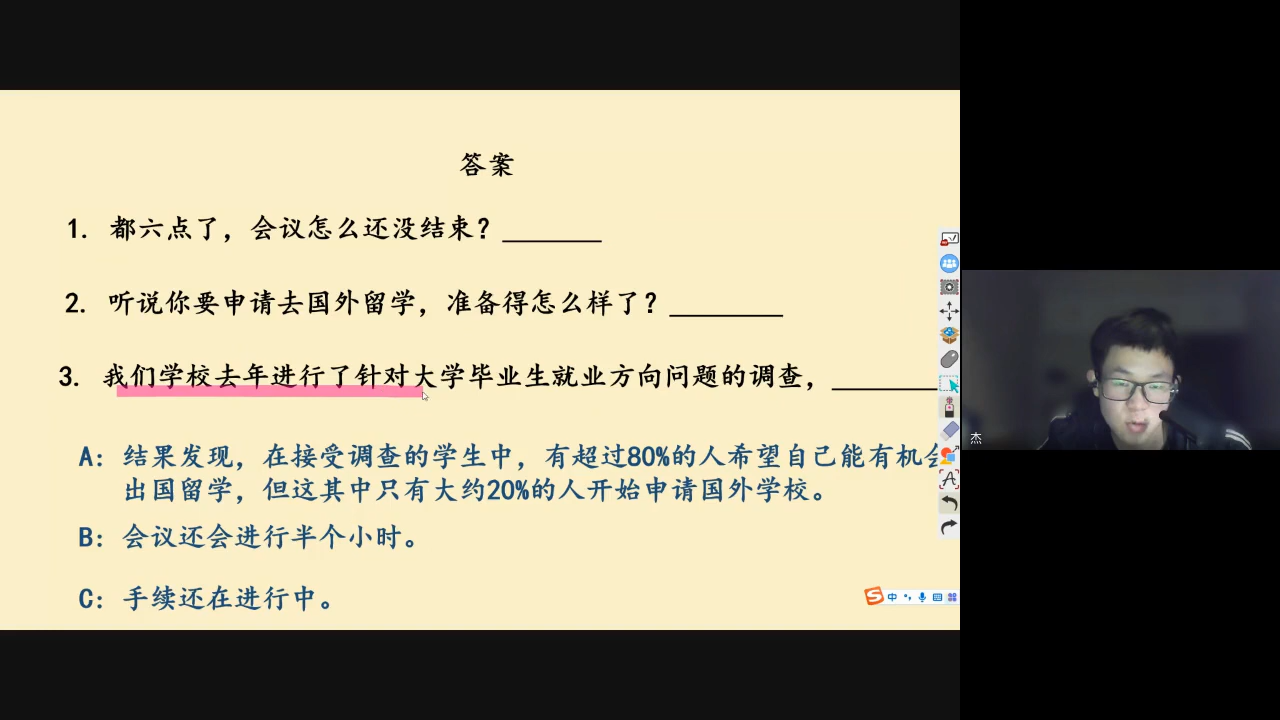 答案
1. 都六点了，会议怎么还没结束？_______
2. 听说你要申请去国外留学，准备得怎么样了？________
3. 我们学校去年进行了针对大学毕业生就业方向问题的调查，________
A: 结果发现，在接受调查的学生中，有超过80%的人希望自己能有机会
出国留学，但这其中只有大约20%的人开始申请国外学校。
B: 会议还会进行半个小时。
C: 手续还在进行中。
中
杰